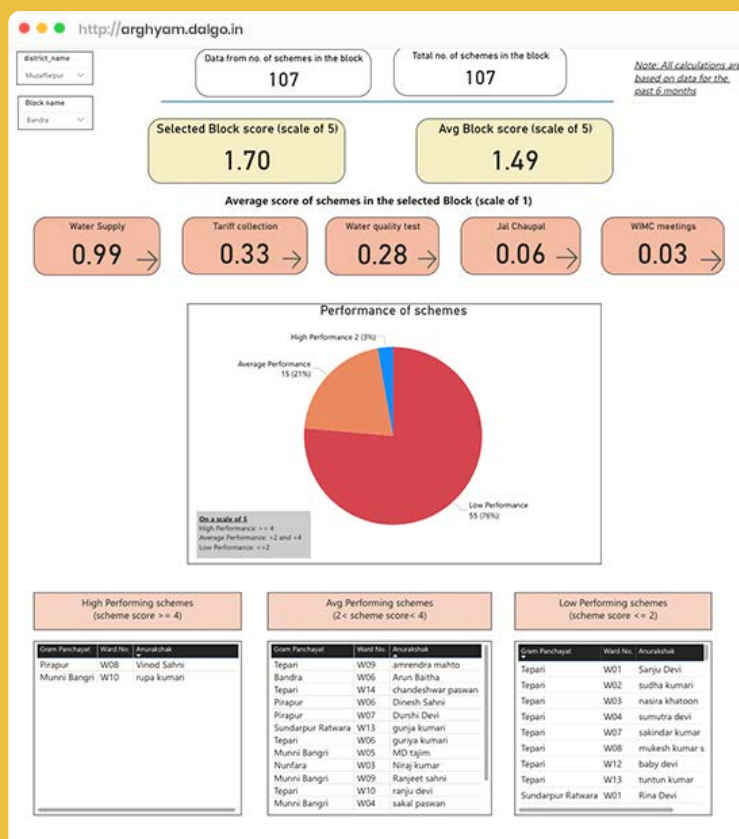 http://arghyam.dalgo.in
district_name
Muzaffarpur
Block name
Bandra
Data from no. of schemes in the block
107
Total no. of schemes in the block
107
Note: All calculations are
based on data for the
past 6 months
Selected Block score (scale of 5)
1.70
Avg Block score (scale of 5)
1.49
Average score of schemes in the selected Block (scale of 1)
Water Supply
0.99
Tariff collection
0.33
Water quality test
0.28
Jal Chaupal
0.06
WIMC meetings
0.03
Performance of schemes
High Performance 2 (3%)
Average Performance
15 (21%)
Low Performance
55 (76%)
On a scale of 5
High Performance: >= 4
Average Performance: >2 and <4
Low Performance: <=2
High Performing schemes
(scheme score >= 4)
Gram Panchayat Ward No. Anurakshak
Pirapur W08 Vinod Sahni
Munni Bangri W10 rupa kumari
Avg Performing schemes
(2< scheme score< 4)
Gram Panchayat Ward No. Anurakshak
Tepari W09 amrendra mahto
Bandra W06 Arun Baitha
Tepari W14 chandeshwar paswan
Pirapur W06 Dinesh Sahni
Pirapur W07 Durshi Devi
Sundarpur Ratwara W13 gunja kumari
Tepari W06 guriya kumari
Munni Bangri W05 MD tajim
Nunfara W03 Niraj kumar
Munni Bangri W09 Ranjeet sahni
Tepari W10 ranju devi
Munni Bangri W04 sakal paswan
Low Performing schemes
(scheme score <= 2)
Gram Panchayat Ward No. Anurakshak
Tepari W01 Sanju Devi
Tepari W02 sudha kumari
Tepari W03 nasira khatoon
Tepari W04 sumutra devi
Tepari W07 sakindar kumar
Tepari W08 mukesh kumar s
Tepari W12 baby devi
Tepari W13 tuntun kumar
Sundarpur Ratwara W01 Rina Devi